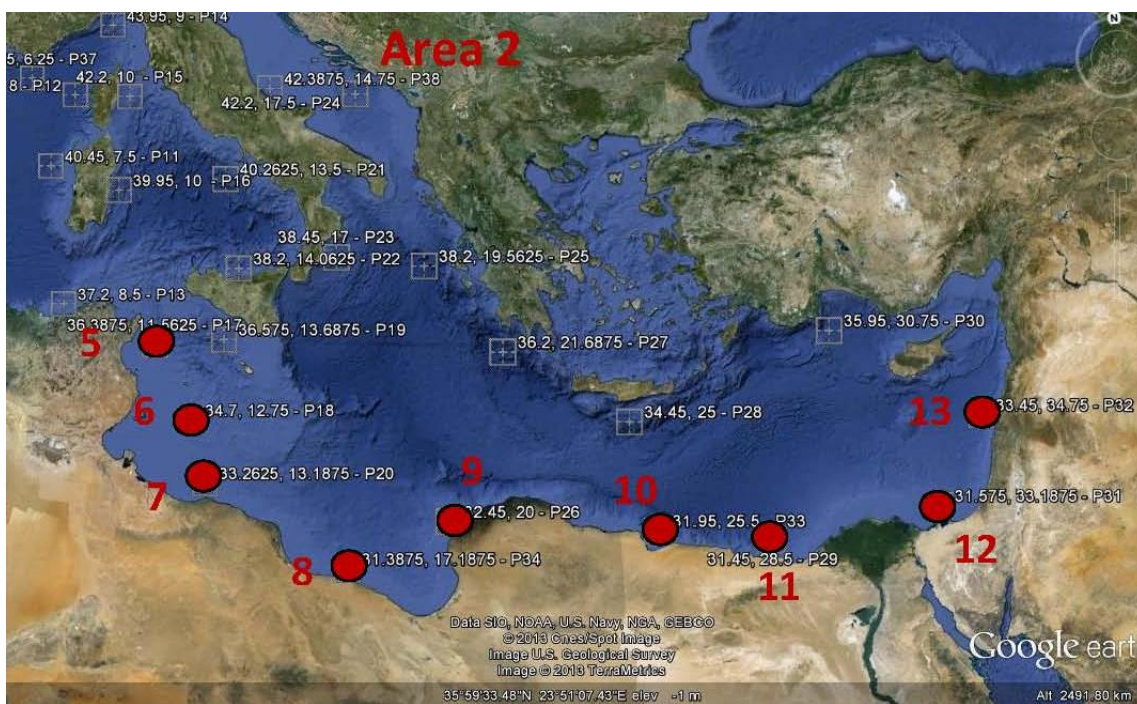 43.95, 9 - P14
Area 2
5, 6.25 - P37
42.2, 10 - P15
42.3875, 14.75 - P38
8 - P12
42.2, 17.5 - P24
40.45, 7.5 - P11
40.2625, 13.5 - P21
39.95, 10 - P16
38.45, 17 - P23
38.2, 14.0625 - P22
38.2, 19.5625 - P25
37.2, 8.5 - P13
36.3875, 11.5625 - P17
36.575, 13.6875 - P19
35.95, 30.75 - P30
5
36.2, 21.6875 - P27
6
34.7, 12.75 - P18
34.45, 25 - P28
13
33.45, 34.75 - P32
7
33.2625, 13.1875 - P20
9
10
32.45, 20 - P26
31.95, 25.5 - P33
31.575, 33.1875 - P31
8
31.3875, 17.1875 - P34
31.45, 28.5 - P29
11
12
Data SIO, NOAA, U.S. Navy, NGA, GEBCO
© 2013 Cnes/Spot Image
Image U.S. Geological Survey
Image © 2013 TerraMetrics
Google eart
35°59'33.48"N 23°51'07.43"E elev -1 m
Alt 2491.80 km
N